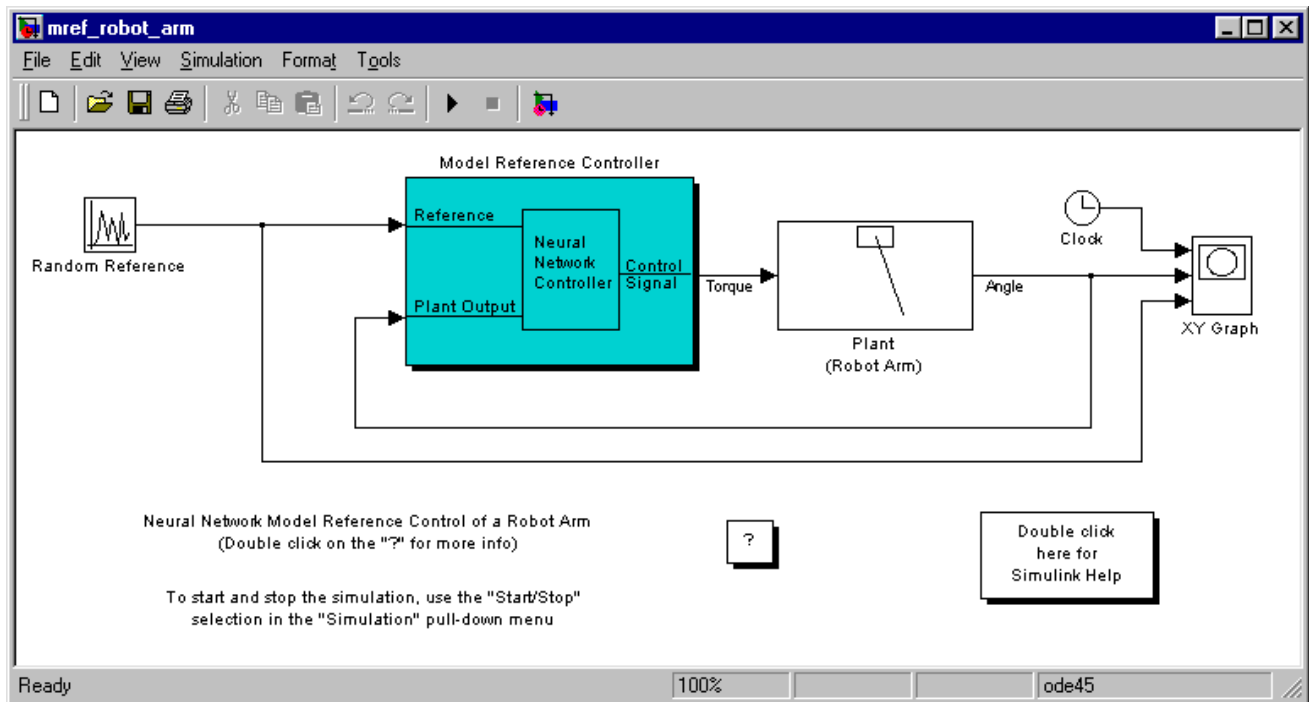 mref_robot_arm
File Edit View Simulation Format Tools
Model Reference Controller
Random Reference
Reference
Neural
Network
Controller
Control
Signal
Plant Output
Torque
Plant
(Robot Arm)
Angle
Clock
XY Graph
Neural Network Model Reference Control of a Robot Arm
(Double click on the "?" for more info)
?
Double click
here for
Simulink Help
To start and stop the simulation, use the "Start/Stop"
selection in the "Simulation" pull-down menu
Ready
100%
ode45